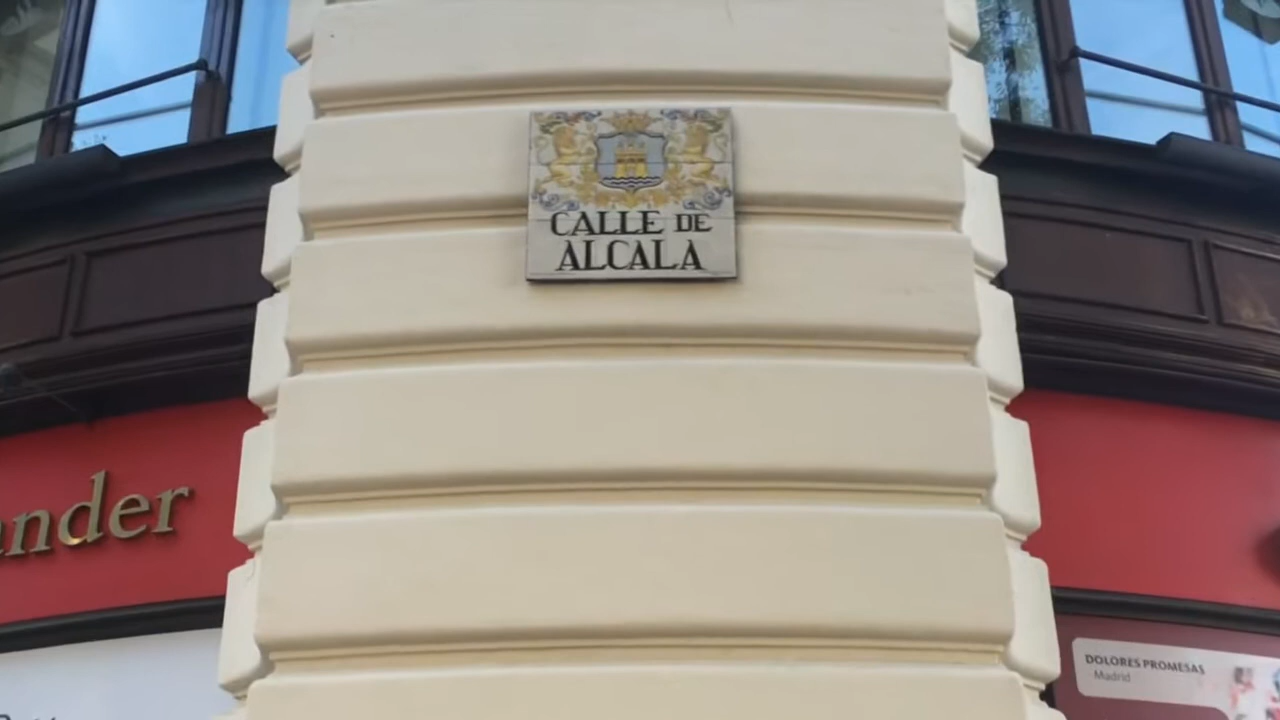 CALLE DE
ALCALA
ander
DOLORES PROMESAS
Madrid